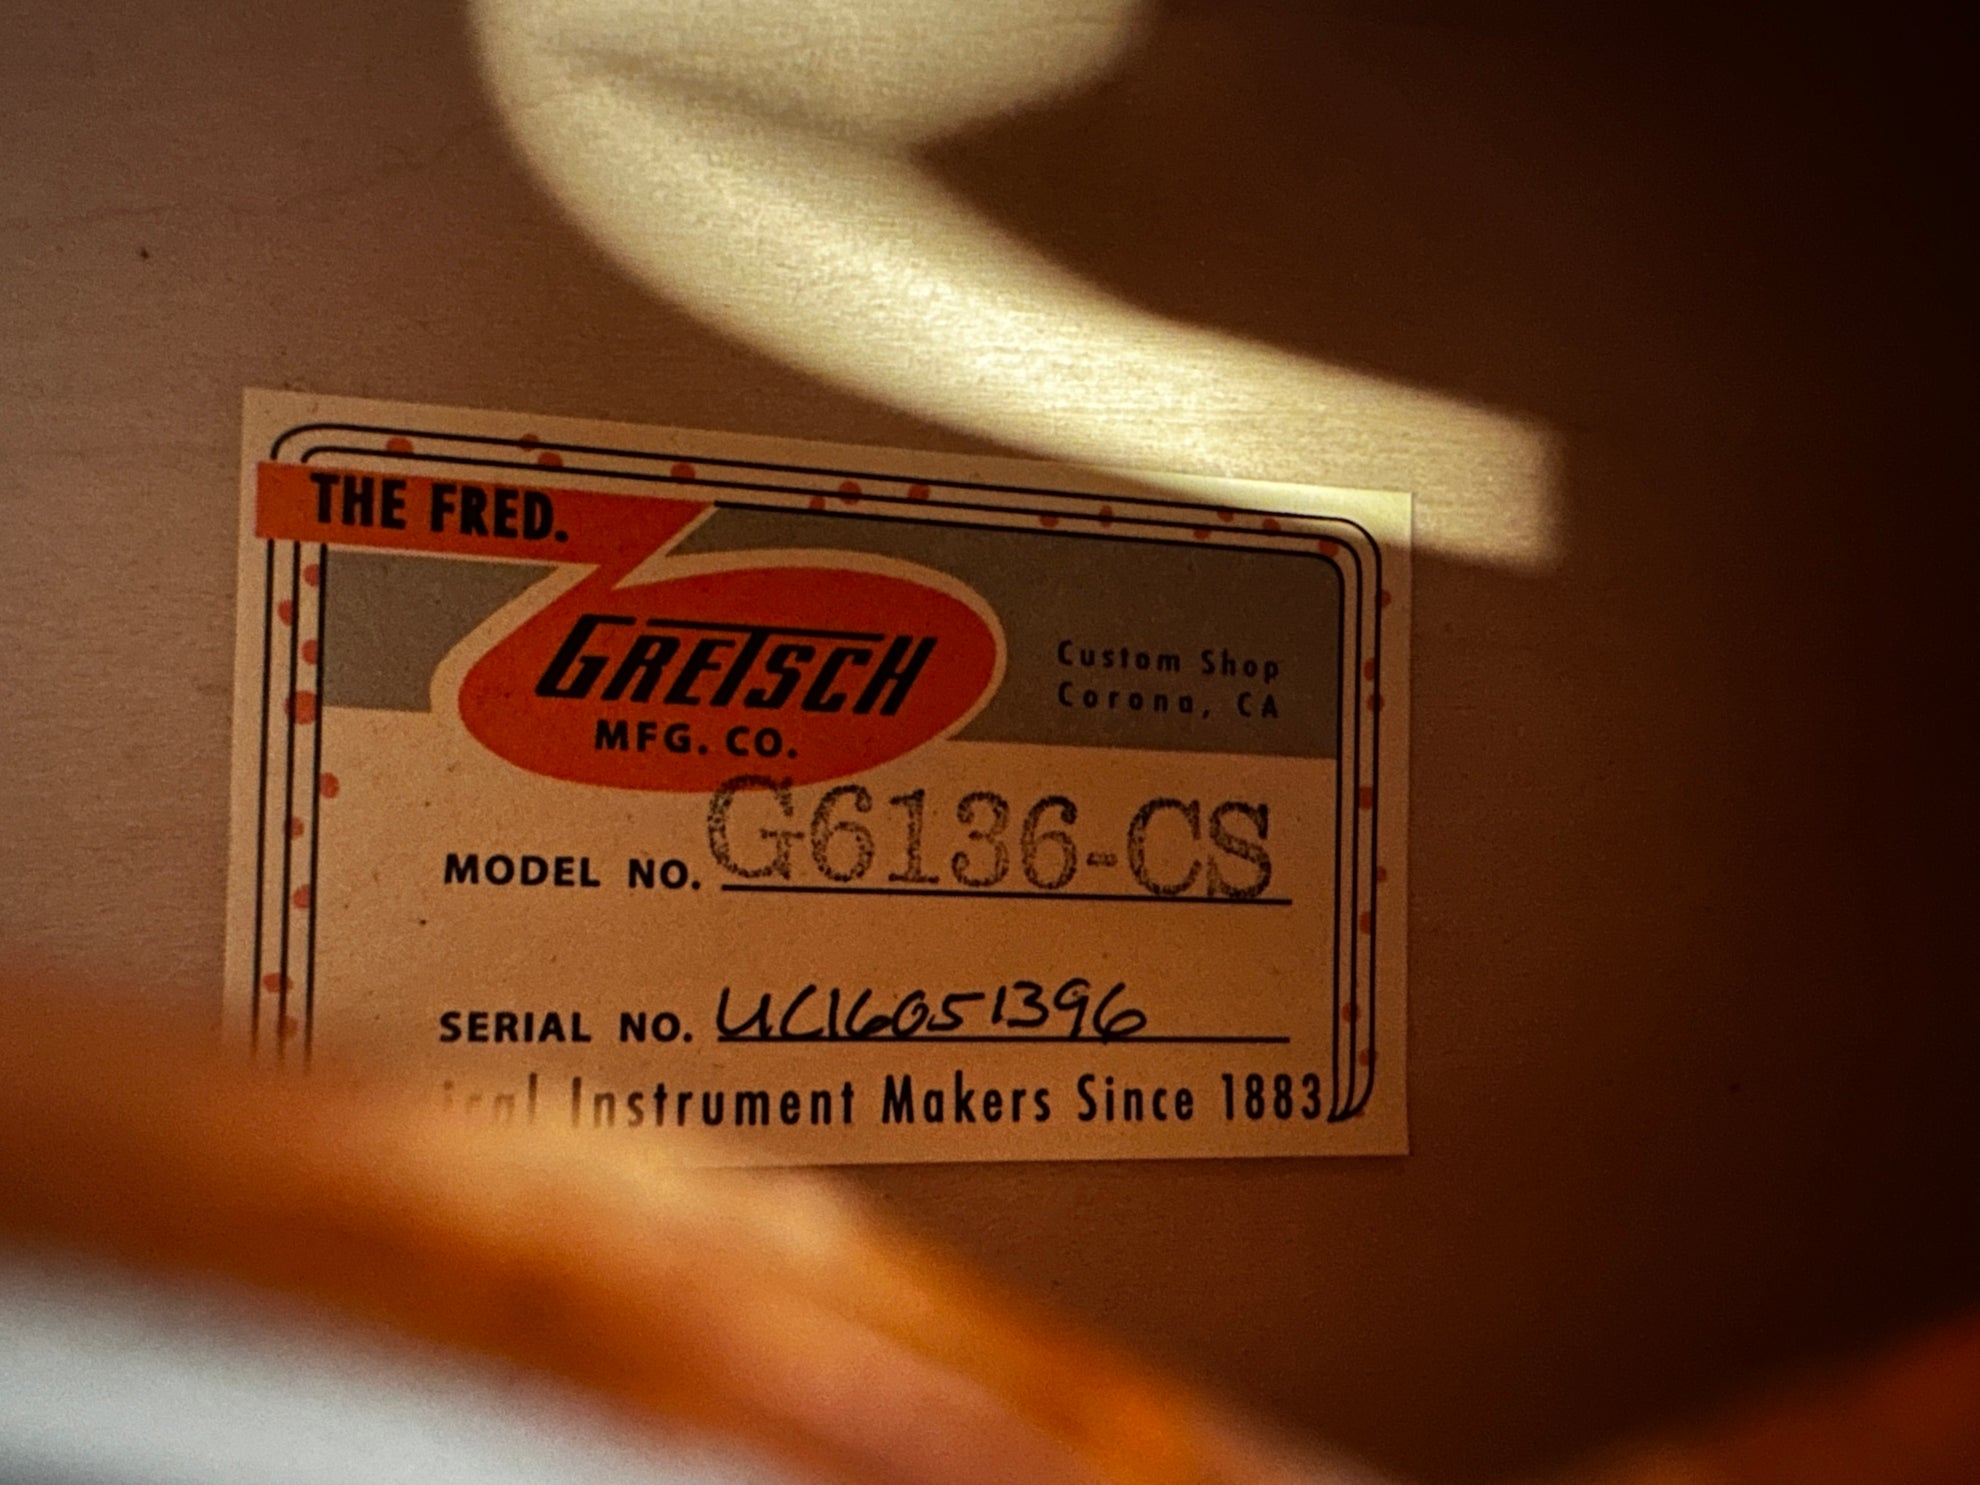 THE FRED.
GRETSCH
MFG. CO.
Custom Shop
Corona, CA
MODEL NO. G6136-CS
SERIAL NO. UC16051396
Instrument Makers Since 1883